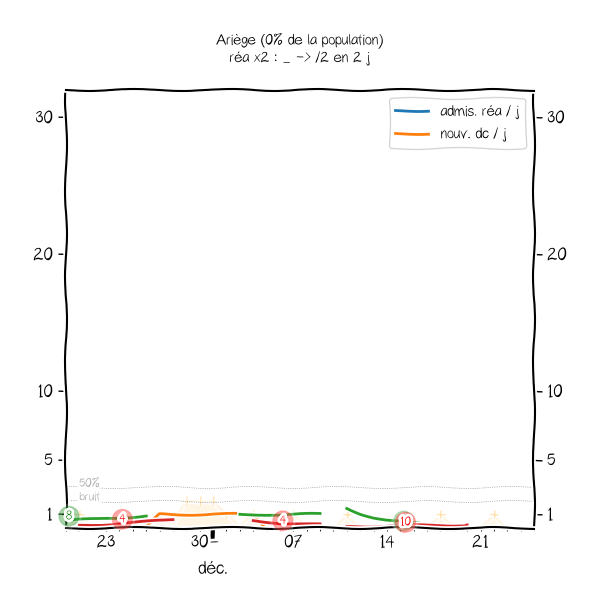 Ariège (0% de la population)
réa x2 : _ -> /2 en 2 j
admis. réa / j
nouv. dc / j
30 30
20 20
10 10
5 5
50%
bruit
1 8 4 4 10 1
23 30 07 14 21
déc.